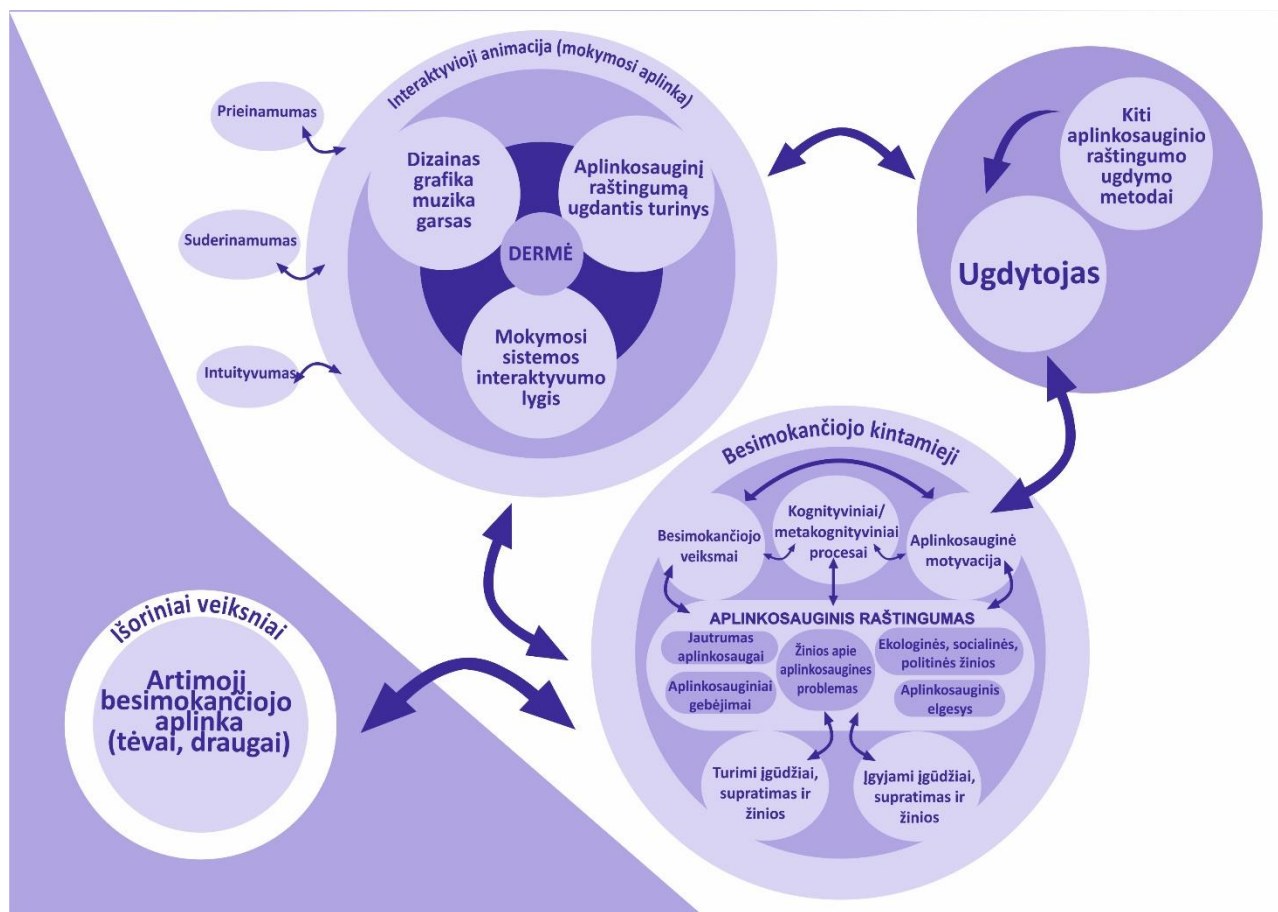 Interaktyvioji animacija (mokymosi aplinka)
Prieinamumas
Suderinamumas
Intuityvumas
Dizainas
grafika
muzika
garsas
Aplinkosauginį
raštingumą
ugdantis turinys
DERMĖ
Mokymosi
sistemos
interaktyvumo
lygis
Kiti
aplinkosauginio
raštingumo
ugdymo
metodai
Ugdytojas
Besimokančiojo kintamieji
Besimokančiojo
veiksmai
Kognityviniai/
metakognityviniai
procesai
Aplinkosauginė
motyvacija
APLINKOSAUGINIS RAŠTINGUMAS
Jautrumas
aplinkosaugai
Aplinkosauginiai
gebėjimai
Žinios apie
aplinkosaugines
problemas
Ekologinės, socialinės,
politinės žinios
Aplinkosauginis
elgesys
Turimi įgūdžiai,
supratimas ir
žinios
Įgyjami įgūdžiai,
supratimas ir
žinios
Išoriniai veiksniai
Artimoji
besimokančiojo
aplinka
(tėvai, draugai)